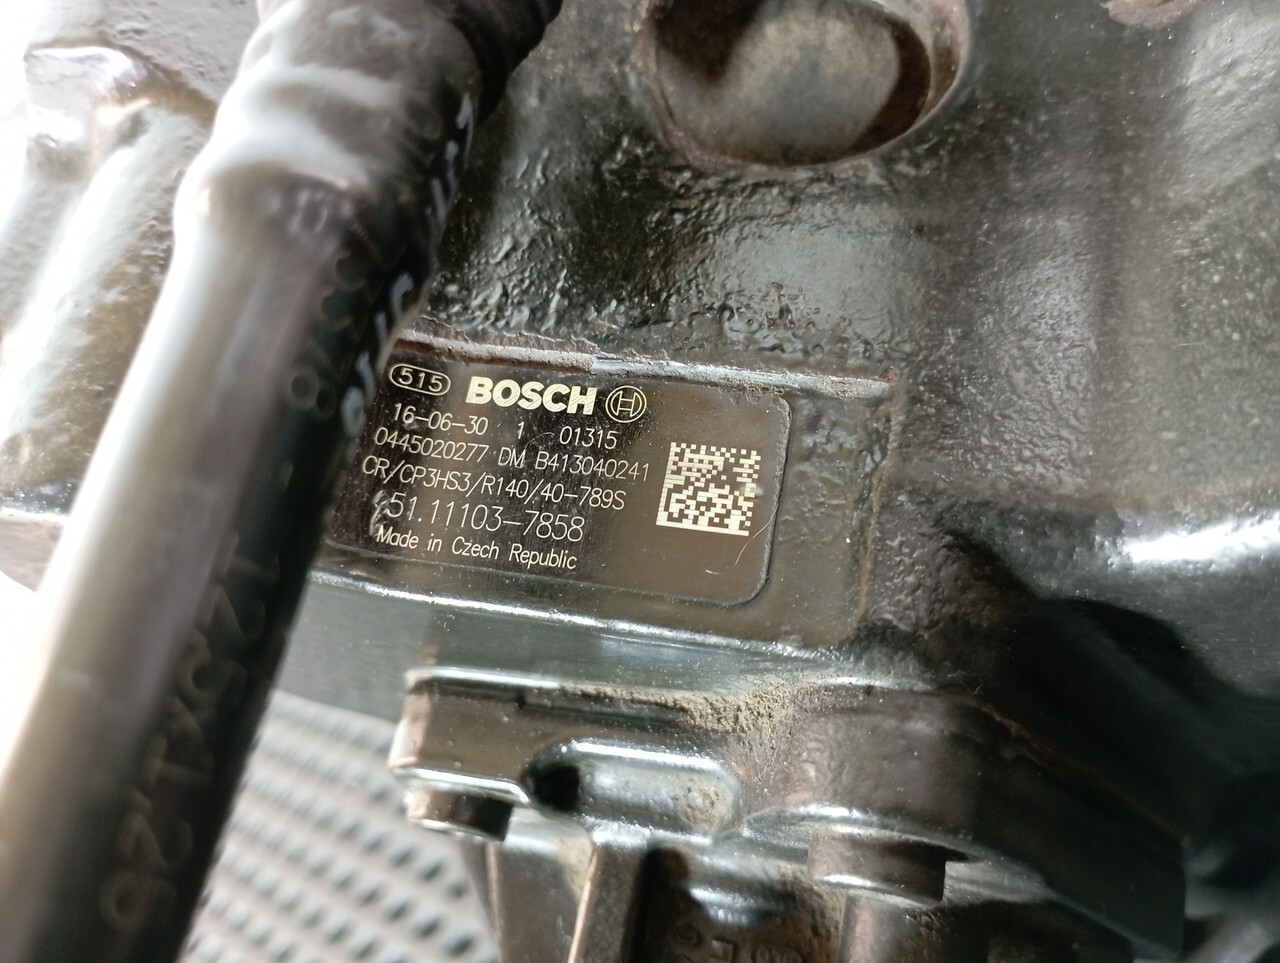 515 BOSCH
16-06-30 1 01315
0445020277 DM B413040241
CR/CP3HS3/R140/40-789S
51.11103-7858
Made in Czech Republic